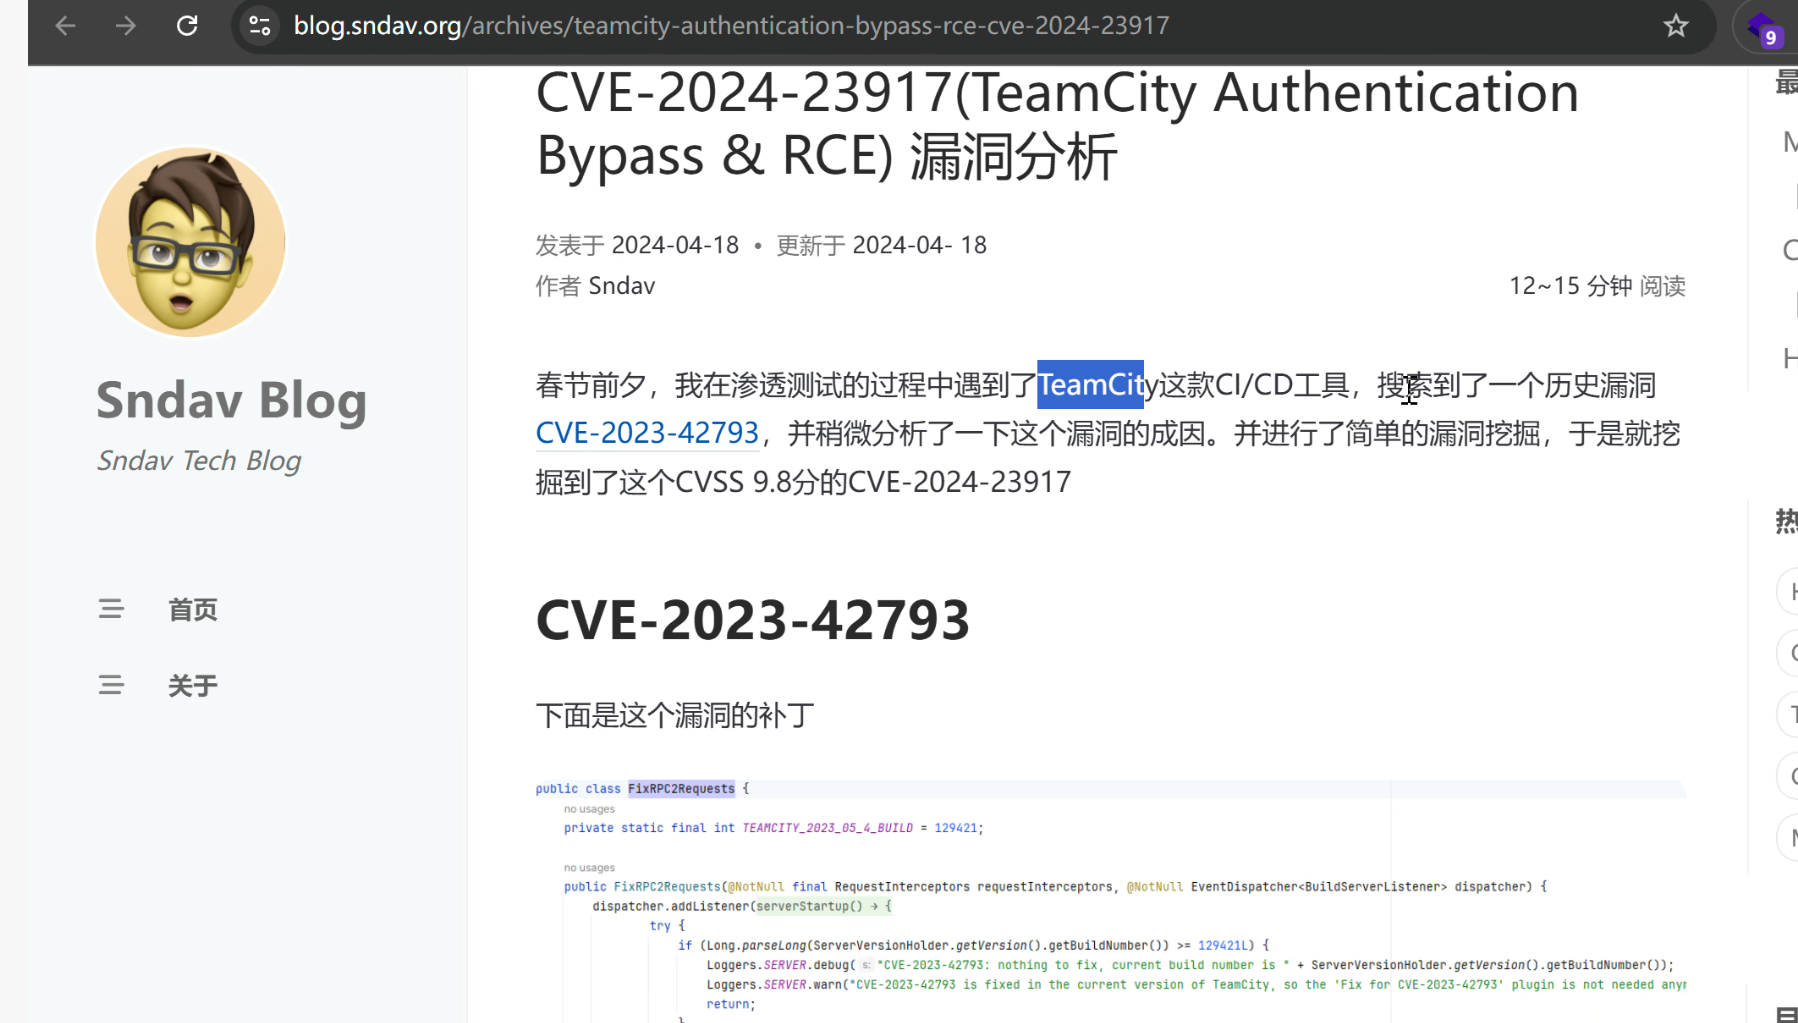 blog.sndav.org/archives/teamcity-authentication-bypass-rce-cve-2024-23917
9
CVE-2024-23917(TeamCity Authentication
Bypass & RCE) 漏洞分析
发表于 2024-04-18 • 更新于 2024-04- 18
作者 Sndav
12~15 分钟 阅读
Sndav Blog
Sndav Tech Blog
首页
关于
春节前夕，我在渗透测试的过程中遇到了TeamCity这款CI/CD工具，搜索到了一个历史漏洞
CVE-2023-42793，并稍微分析了一下这个漏洞的成因。并进行了简单的漏洞挖掘，于是就挖
掘到了这个CVSS 9.8分的CVE-2024-23917
CVE-2023-42793
下面是这个漏洞的补丁
public class FixRPC2Requests {
no usages
private static final int TEAMCITY_2023_05_4_BUILD = 129421;
no usages
public FixRPC2Requests(@NotNull final RequestInterceptors requestInterceptors, @NotNull EventDispatcher<BuildServerListener> dispatcher) {
dispatcher.addListener(serverStartup() → {
try {
if (Long.parseLong(ServerVersionHolder.getVersion().getBuildNumber()) >= 129421L) {
Loggers.SERVER.debug( s: "CVE-2023-42793: nothing to fix, current build number is " + ServerVersionHolder.getVersion().getBuildNumber());
Loggers.SERVER.warn("CVE-2023-42793 is fixed in the current version of TeamCity, so the 'Fix for CVE-2023-42793' plugin is not needed
return;
}
最
热